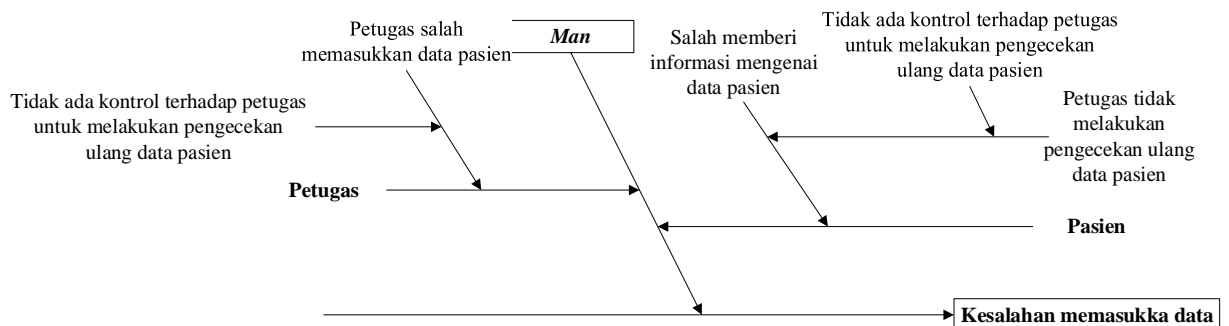 Petugas salah
memasukkan data pasien
Man
Salah memberi
informasi mengenai
data pasien
Tidak ada kontrol terhadap petugas
untuk melakukan pengecekan
ulang data pasien
Tidak ada kontrol terhadap petugas
untuk melakukan pengecekan
ulang data pasien
Petugas tidak
melakukan
pengecekan ulang
data pasien
Petugas
Pasien
Kesalahan memasukka data